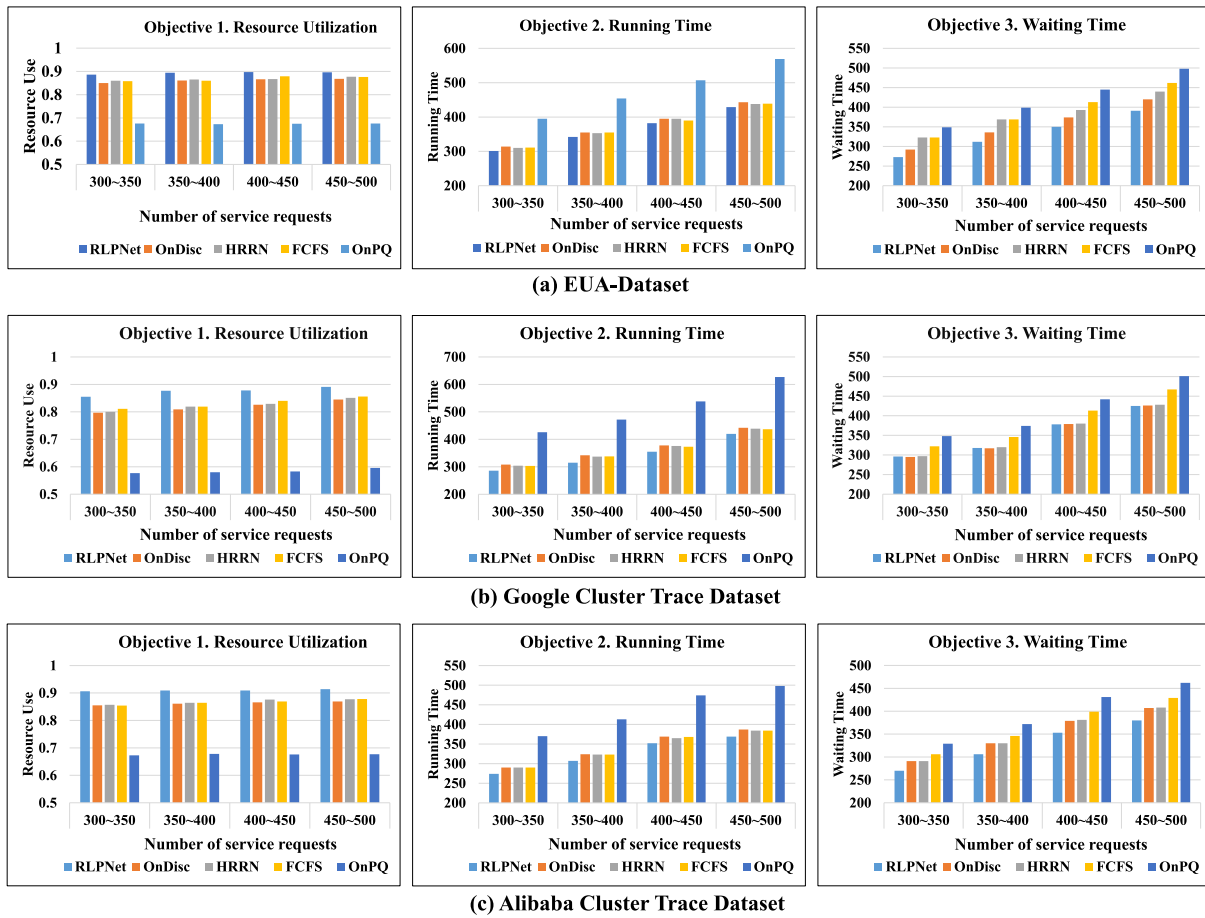 Objective 1. Resource Utilization
Resource Use
1
0.9
0.8
0.7
0.6
0.5
300~350 350~400 400~450 450~500
Number of service requests
RLPNet OnDisc HRRN FCFS OnPQ
Objective 2. Running Time
Running Time
600
500
400
300
200
300~350 350~400 400~450 450~500
Number of service requests
RLPNet OnDisc HRRN FCFS OnPQ
Objective 3. Waiting Time
Waiting Time
550
500
450
400
350
300
250
200
300~350 350~400 400~450 450~500
Number of service requests
RLPNet OnDisc HRRN FCFS OnPQ
(a) EUA-Dataset
Objective 1. Resource Utilization
Resource Use
1
0.9
0.8
0.7
0.6
0.5
300~350 350~400 400~450 450~500
Number of service requests
RLPNet OnDisc HRRN FCFS OnPQ
Objective 2. Running Time
Running Time
700
600
500
400
300
200
300~350 350~400 400~450 450~500
Number of service requests
RLPNet OnDisc HRRN FCFS OnPQ
Objective 3. Waiting Time
Waiting Time
550
500
450
400
350
300
250
200
300~350 350~400 400~450 450~500
Number of service requests
RLPNet OnDisc HRRN FCFS OnPQ
(b) Google Cluster Trace Dataset
Objective 1. Resource Utilization
Resource Use
1
0.9
0.8
0.7
0.6
0.5
300~350 350~400 400~450 450~500
Number of service requests
RLPNet OnDisc HRRN FCFS OnPQ
Objective 2. Running Time
Running Time
550
500
450
400
350
300
250
200
300~350 350~400 400~450 450~500
Number of service requests
RLPNet OnDisc HRRN FCFS OnPQ
Objective 3. Waiting Time
Waiting Time
500
450
400
350
300
250
200
300~350 350~400 400~450 450~500
Number of service requests
RLPNet OnDisc HRRN FCFS OnPQ
(c) Alibaba Cluster Trace Dataset